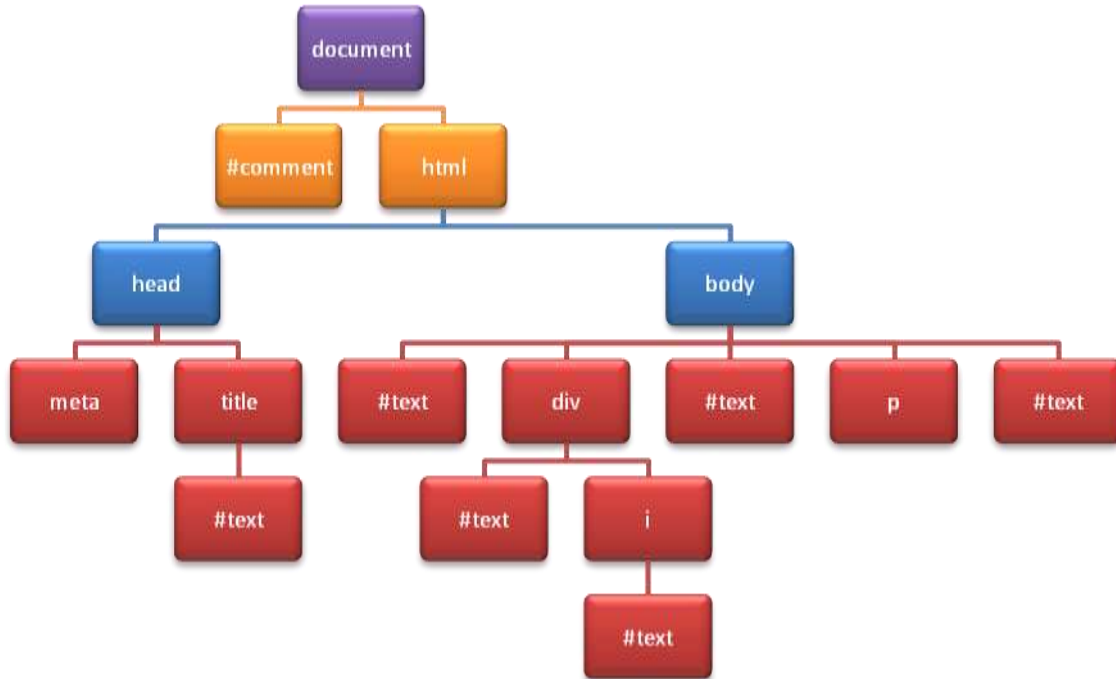 document
#comment
html
head
body
meta
title
#text
div
#text
p
#text
#text
#text
i
#text